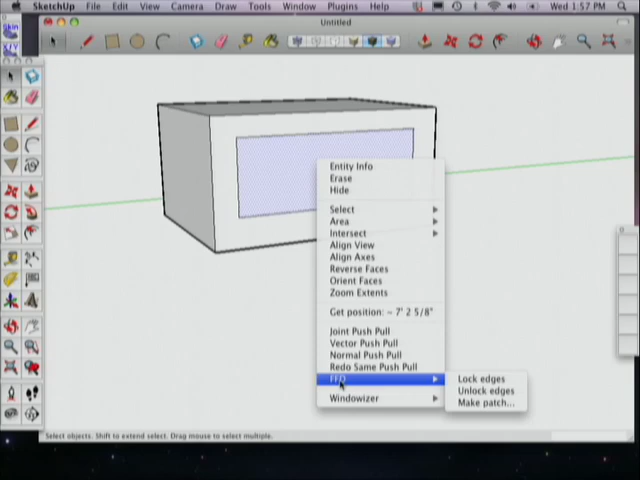 SketchUp File Edit View Camera Draw Tools Window Plugins Help Wed 1:57 PM
Untitled
Skin
X/Y
Entity Info
Erase
Hide
Select
Area
Intersect
Align View
Align Axes
Reverse Faces
Orient Faces
Zoom Extents
Get position: ~ 7' 2 5/8"
Joint Push Pull
Vector Push Pull
Normal Push Pull
Redo Same Push Pull
FFD
Lock edges
Unlock edges
Make patch...
Windowizer
Select objects. Shift to extend select. Drag mouse to select multiple.